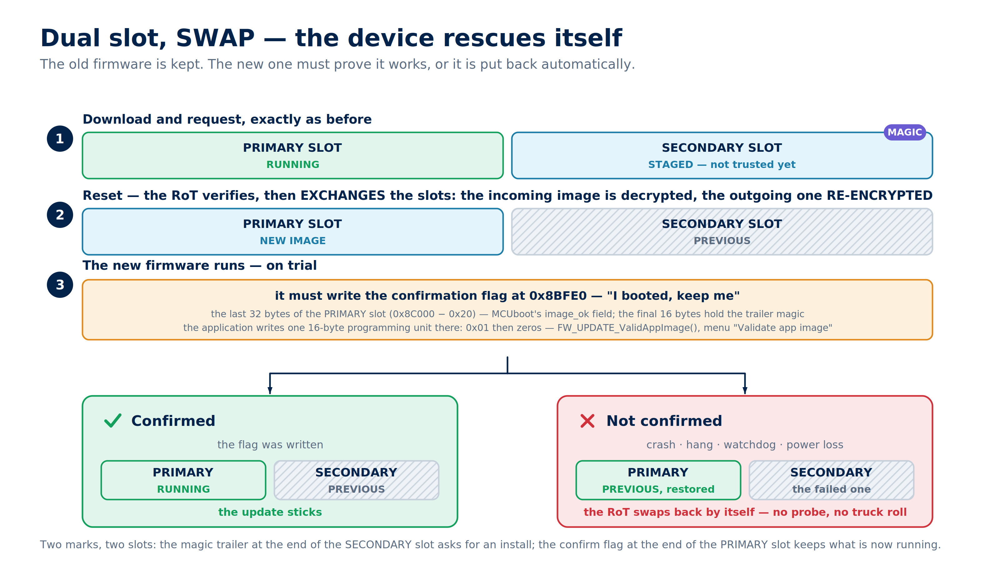 Dual slot, SWAP — the device rescues itself
The old firmware is kept. The new one must prove it works, or it is put back automatically.
Download and request, exactly as before
1
MAGIC
PRIMARY SLOT
RUNNING
SECONDARY SLOT
STAGED — not trusted yet
Reset — the RoT verifies, then EXCHANGES the slots: the incoming image is decrypted, the outgoing one RE-ENCRYPTED
2
PRIMARY SLOT
NEW IMAGE
SECONDARY SLOT
PREVIOUS
The new firmware runs — on trial
3
it must write the confirmation flag at 0x8BFE0 — "I booted, keep me"
the last 32 bytes of the PRIMARY slot (0x8C000 − 0x20) — MCUboot's image_ok field; the final 16 bytes hold the trailer magic
the application writes one 16-byte programming unit there: 0x01 then zeros — FW_UPDATE_ValidAppImage(), menu "Validate app image"
Confirmed
the flag was written
PRIMARY
RUNNING
SECONDARY
PREVIOUS
the update sticks
Not confirmed
crash · hang · watchdog · power loss
PRIMARY
PREVIOUS, restored
SECONDARY
the failed one
the RoT swaps back by itself — no probe, no truck roll
Two marks, two slots: the magic trailer at the end of the SECONDARY slot asks for an install; the confirm flag at the end of the PRIMARY slot keeps what is now running.